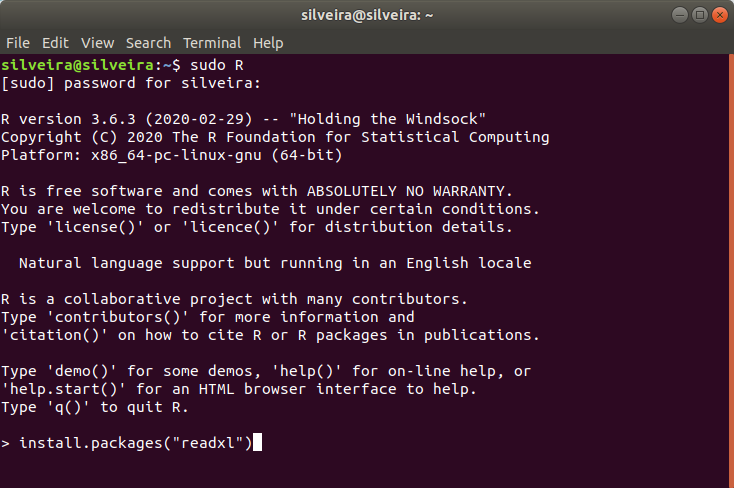 silveira@silveira: ~
File Edit View Search Terminal Help
silveira@silveira:~$ sudo R
[sudo] password for silveira:
R version 3.6.3 (2020-02-29) -- "Holding the Windsock"
Copyright (C) 2020 The R Foundation for Statistical Computing
Platform: x86_64-pc-linux-gnu (64-bit)
R is free software and comes with ABSOLUTELY NO WARRANTY.
You are welcome to redistribute it under certain conditions.
Type 'license()' or 'licence()' for distribution details.
Natural language support but running in an English locale
R is a collaborative project with many contributors.
Type 'contributors()' for more information and
'citation()' on how to cite R or R packages in publications.
Type 'demo()' for some demos, 'help()' for on-line help, or
'help.start()' for an HTML browser interface to help.
Type 'q()' to quit R.
> install.packages("readxl")